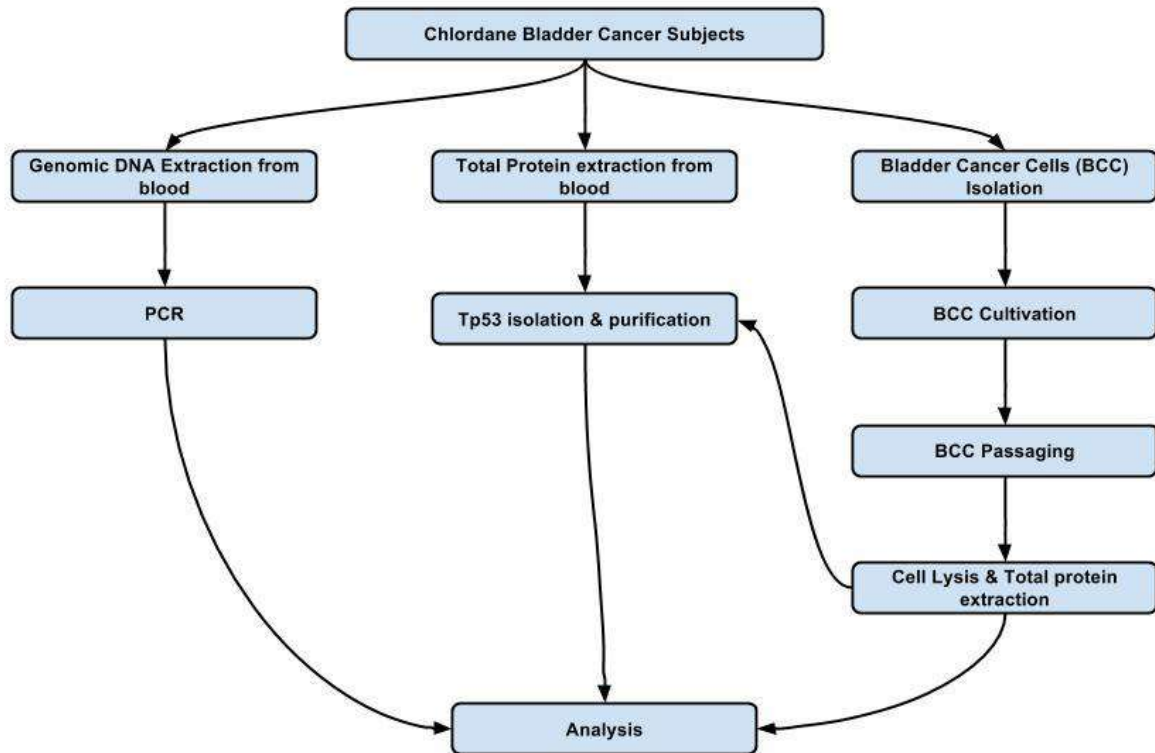 Chlordane Bladder Cancer Subjects
Genomic DNA Extraction from
blood
Total Protein extraction from
blood
Bladder Cancer Cells (BCC)
Isolation
PCR
Tp53 isolation & purification
BCC Cultivation
BCC Passaging
Cell Lysis & Total protein
extraction
Analysis